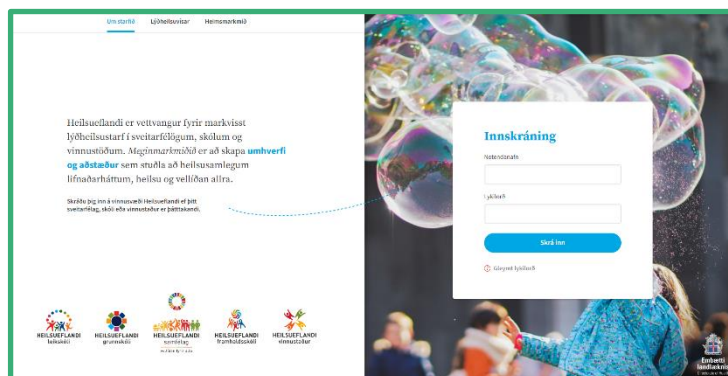 Um starfið Lýðheilsuvísar Heimsmarkmið
Heilsueflandi er vettvangur fyrir markvisst
lýðheilsustarf í sveitarfélögum, skólum og
vinnustöðum. Meginmarkmiðið er að skapa umhverfi
og aðstæður sem stuðla að heilsusamlegum
lifnaðarháttum, heilsu og vellíðan allra.
Skráðu þig inn á vinnusvæði Heilsueflandi ef þitt
sveitarfélag, skóli eða vinnustaður er þátttakandi.
Innskráning
Notendanafn
Lykilorð
Skrá inn
Gleymt lykilorð
HEILSUEFLANDI
leikskóli
HEILSUEFLANDI
grunnskóli
HEILSUEFLANDI
samfélag
HEILSUEFLANDI
framhaldsskóli
HEILSUEFLANDI
vinnustaður
Embætti
landlæknis